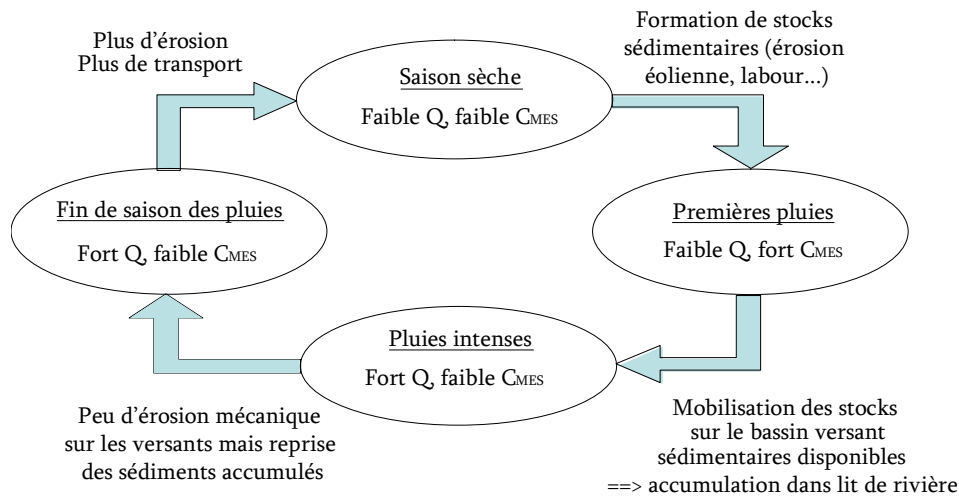 Plus d'érosion
Plus de transport
Saison sèche
Faible Q, faible CMES
Formation de stocks
sédimentaires (érosion
éolienne, labour...)
Premières pluies
Faible Q, fort CMES
Mobilisation des stocks
sur le bassin versant
sédimentaires disponibles
==> accumulation dans lit de rivière
Pluies intenses
Fort Q, faible CMES
Peu d'érosion mécanique
sur les versants mais reprise
des sédiments accumulés
Fin de saison des pluies
Fort Q, faible CMES